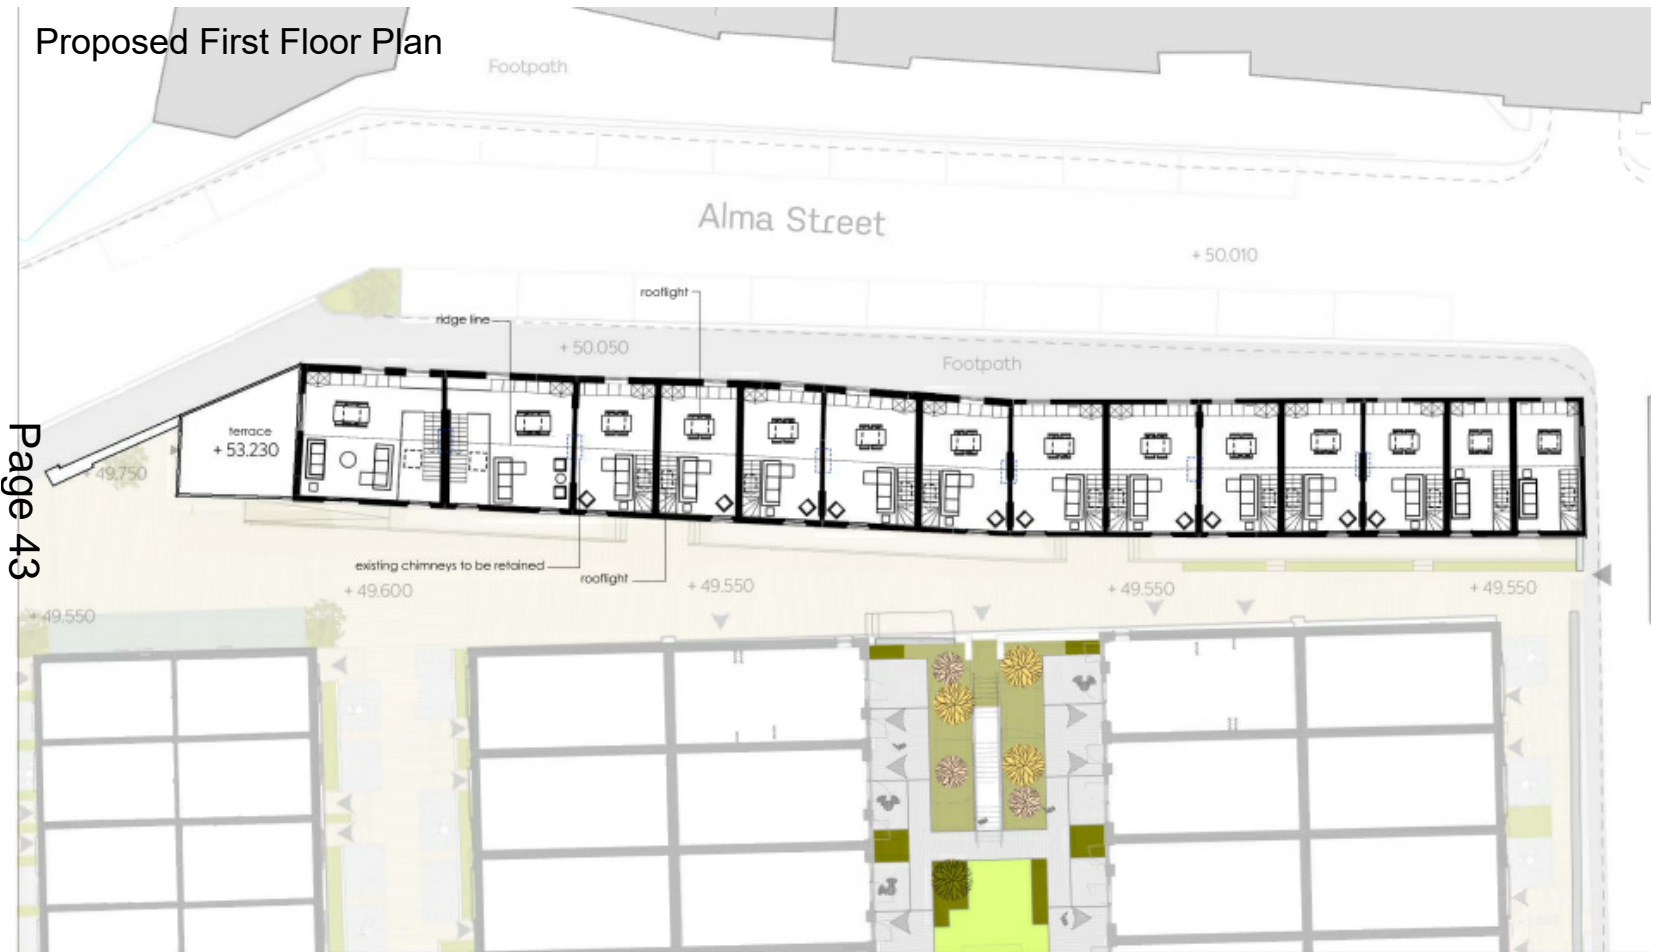 Proposed First Floor Plan
Footpath
Alma Street
+ 50.010
rooflight
ridge line
+ 50.050
Footpath
terrace
+ 53.230
+ 49.750
Page 43
existing chimneys to be retained
rooflight
+ 49.600
+ 49.550
+ 49.550
+ 49.550
+ 49.550